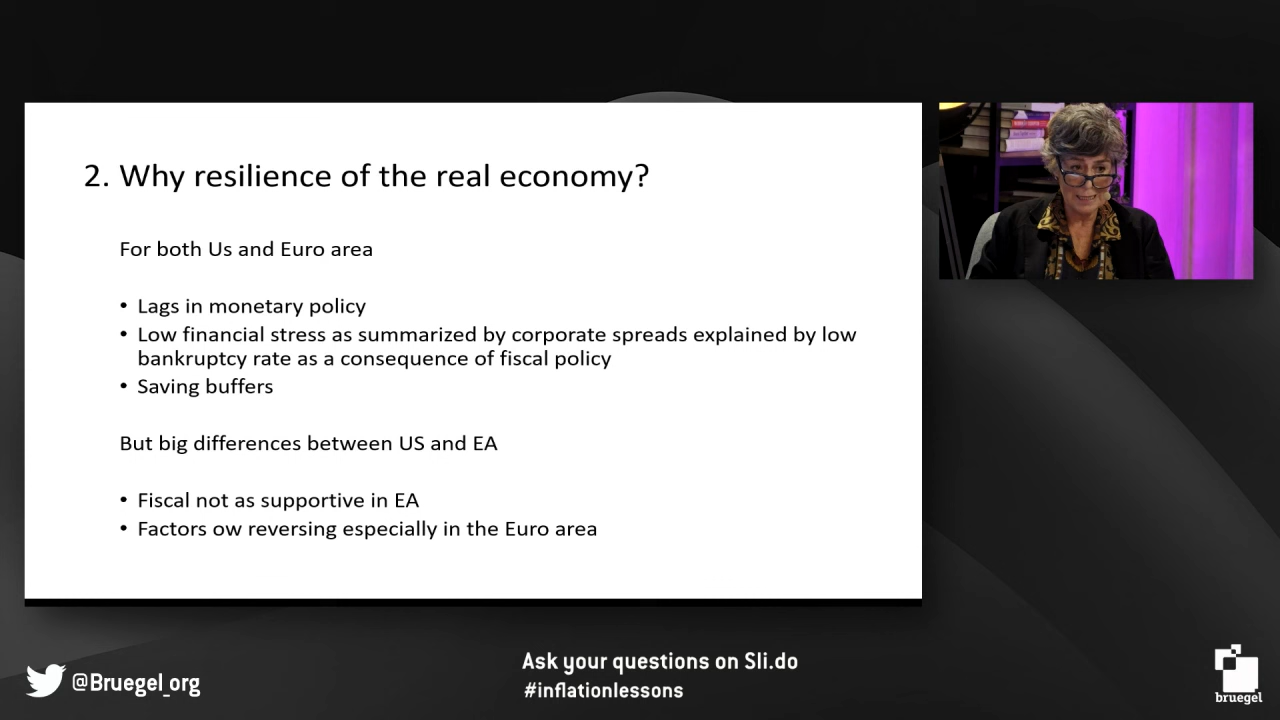 2. Why resilience of the real economy?
For both Us and Euro area
• Lags in monetary policy
• Low financial stress as summarized by corporate spreads explained by low
bankruptcy rate as a consequence of fiscal policy
• Saving buffers
But big differences between US and EA
• Fiscal not as supportive in EA
• Factors ow reversing especially in the Euro area
@Bruegel_org
Ask your questions on Sli.do
#inflationlessons
bruegel